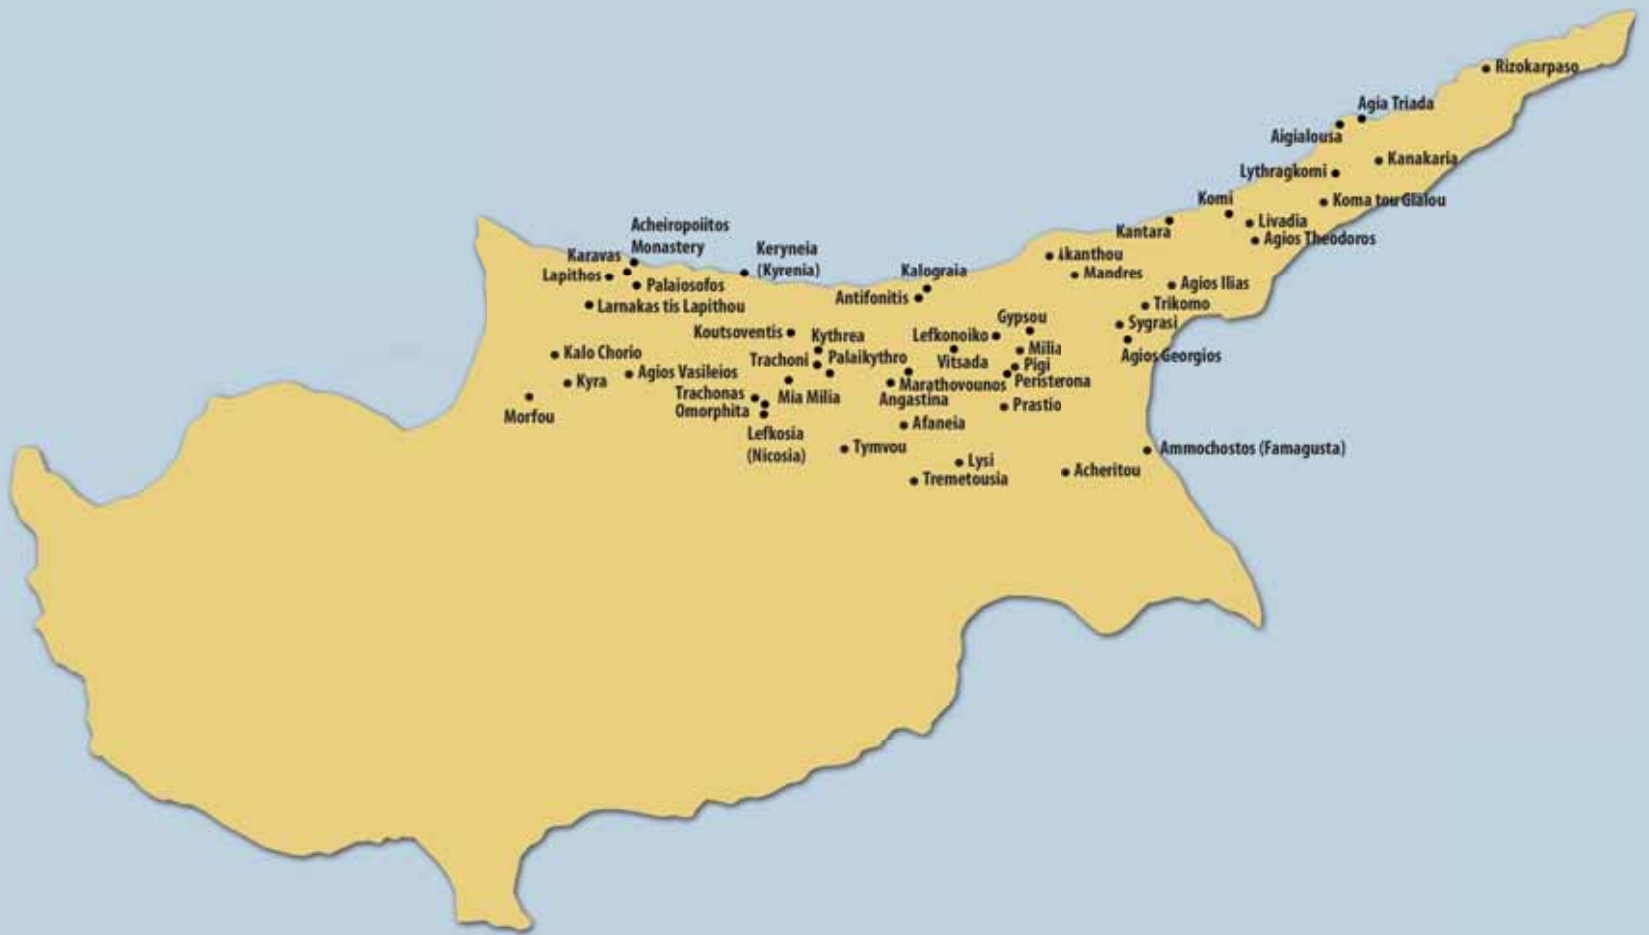 Rizokarpaso
Agia Triada
Aigialousa
Kanakaria
Lythragkomi
Komi
Koma tou Gialou
Livadia
Kantara
Agios Theodoros
Acheiropoiitos
Monastery
Karavas
Keryneia
(Kyrenia)
Akanthou
Lapithos
Kalograia
Mandres
Palaiosofos
Agios Ilias
Antifonitis
Larnakas tis Lapithou
Trikomo
Gypsou
Sygrasi
Koutsoventis
Kythrea
Lefkonoiko
Milia
Kalo Chorio
Trachoni
Palaikythro
Vitsada
Agios Georgios
Pigi
Agios Vasileios
Kyra
Marathovounos
Peristerona
Trachonas
Mia Milia
Angastina
Prastio
Omorphita
Morfou
Afaneia
Lefkosia
(Nicosia)
Tymvou
Ammochostos (Famagusta)
Lysi
Acheritou
Tremetousia